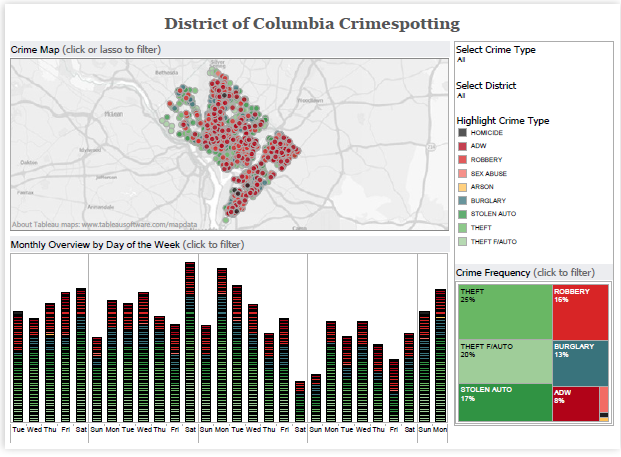 District of Columbia Crimespotting
Crime Map (click or lasso to filter)
Bethesda
About Tableau maps: www.tableausoftware.com/mapdata
Select Crime Type
All
Select District
All
Highlight Crime Type
HOMICIDE
ADW
ROBBERY
SEX ABUSE
ARSON
BURGLARY
STOLEN AUTO
THEFT
THEFT F/AUTO
Monthly Overview by Day of the Week (click to filter)
Tue Wed Thu Fri Sat Sun Mon Tue Wed Thu Fri Sat Sun Mon Tue Wed Thu Fri Sat Sun Mon Tue Wed Thu Fri Sat Sun Mon
Crime Frequency (click to filter)
THEFT
25%
ROBBERY
16%
THEFT F/AUTO
20%
BURGLARY
13%
STOLEN AUTO
17%
ADW
8%